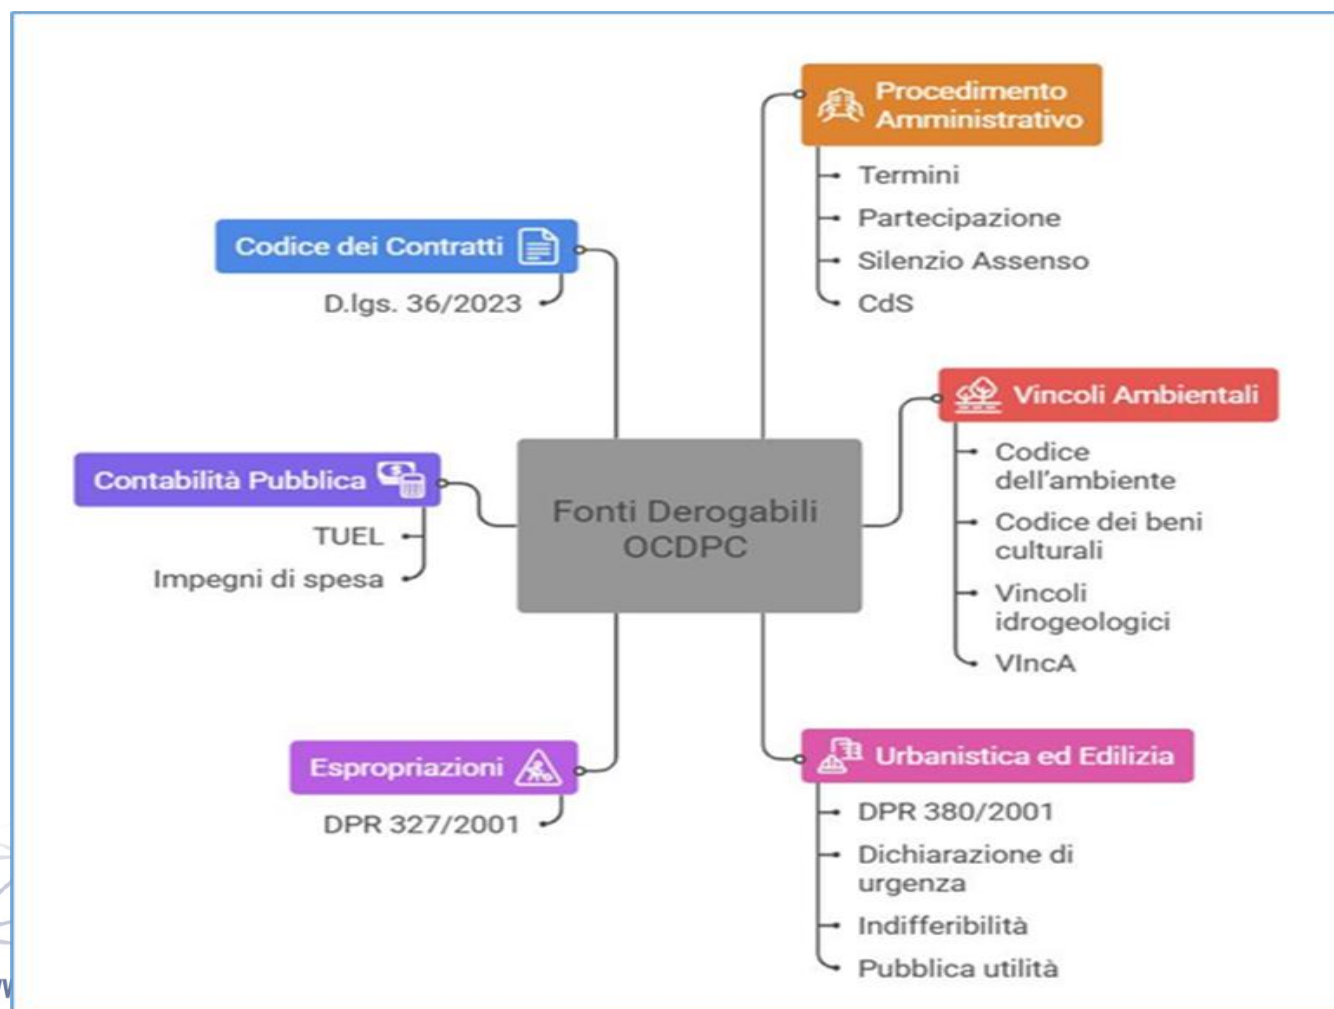 Fonti Derogabili
OCDPC
Procedimento
Amministrativo
Termini
Partecipazione
Silenzio Assenso
CdS
Vincoli Ambientali
Codice
dell'ambiente
Codice dei beni
culturali
Vincoli
idrogeologici
VIncA
Urbanistica ed Edilizia
DPR 380/2001
Dichiarazione di
urgenza
Indifferibilità
Pubblica utilità
Codice dei Contratti
D.lgs. 36/2023
Contabilità Pubblica
TUEL
Impegni di spesa
Espropriazioni
DPR 327/2001